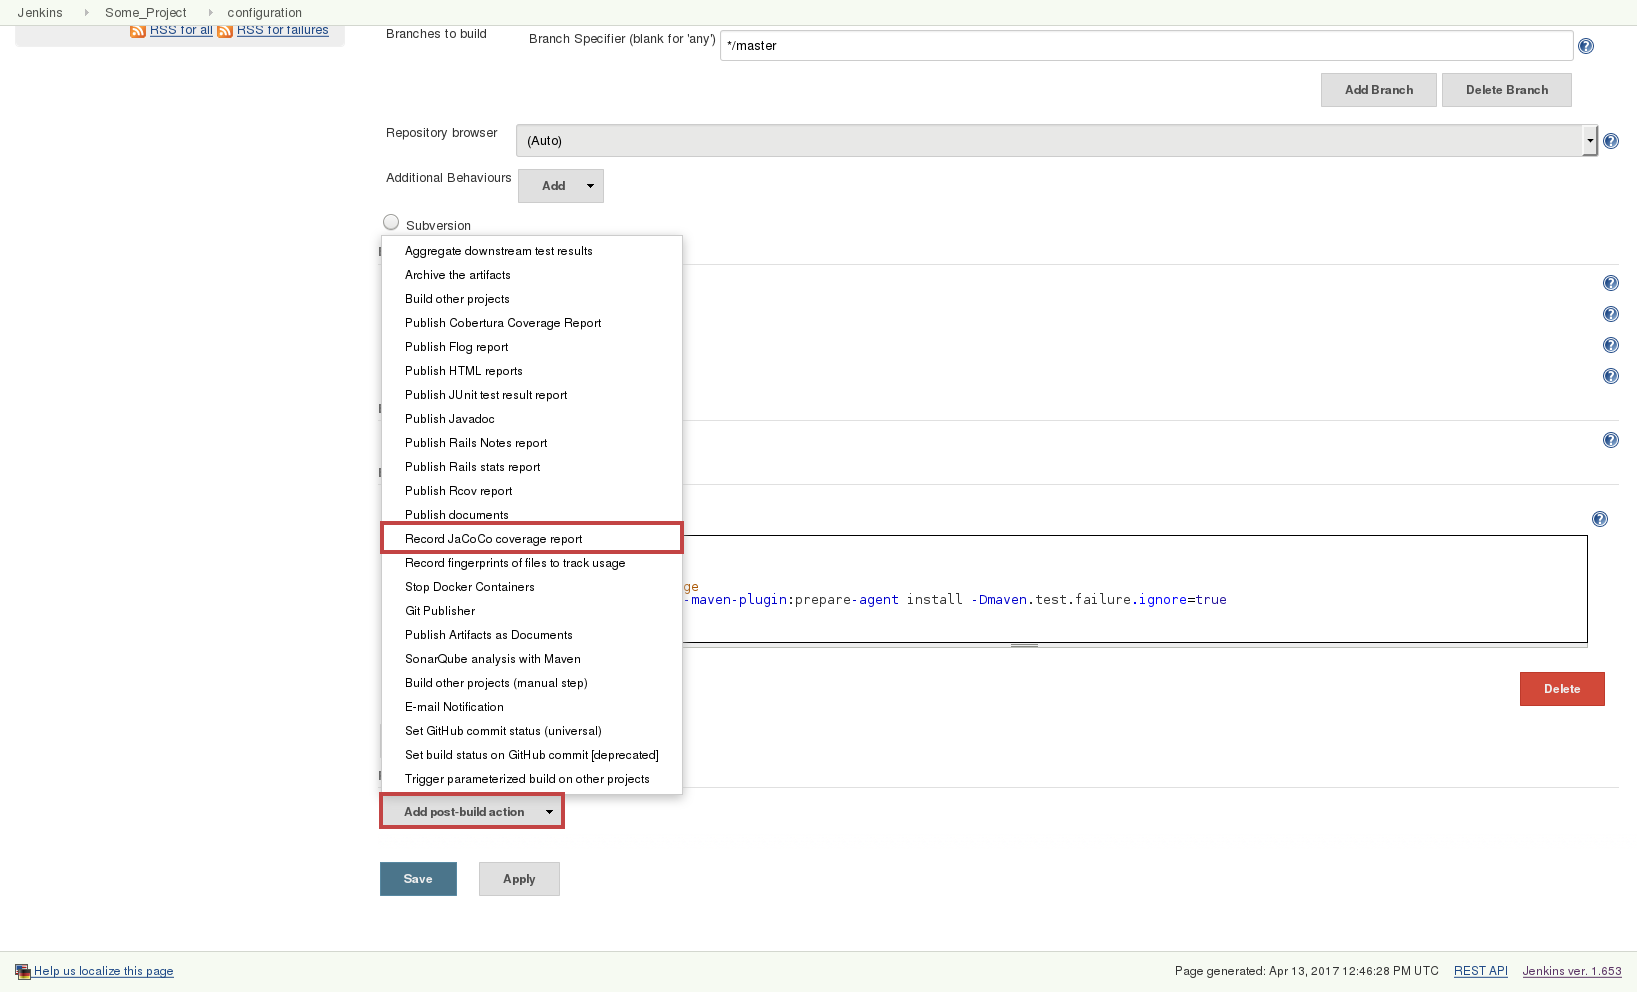 Jenkins Some_Project configuration
RSS for all RSS for failures
Branches to build
Branch Specifier (blank for 'any') */master
Add Branch Delete Branch
Repository browser (Auto)
Additional Behaviours Add
Subversion
Aggregate downstream test results
Archive the artifacts
Build other projects
Publish Cobertura Coverage Report
Publish Flog report
Publish HTML reports
Publish JUnit test result report
Publish Javadoc
Publish Rails Notes report
Publish Rails stats report
Publish Rcov report
Publish documents
Record JaCoCo coverage report
Record fingerprints of files to track usage
Stop Docker Containers
ge
-maven-plugin:prepare-agent install -Dmaven.test.failure.ignore=true
Git Publisher
Publish Artifacts as Documents
SonarQube analysis with Maven
Build other projects (manual step)
Delete
E-mail Notification
Set GitHub commit status (universal)
Set build status on GitHub commit [deprecated]
Trigger parameterized build on other projects
Add post-build action
Save Apply
Help us localize this page Page generated: Apr 13, 2017 12:46:28 PM UTC REST API Jenkins ver. 1.653